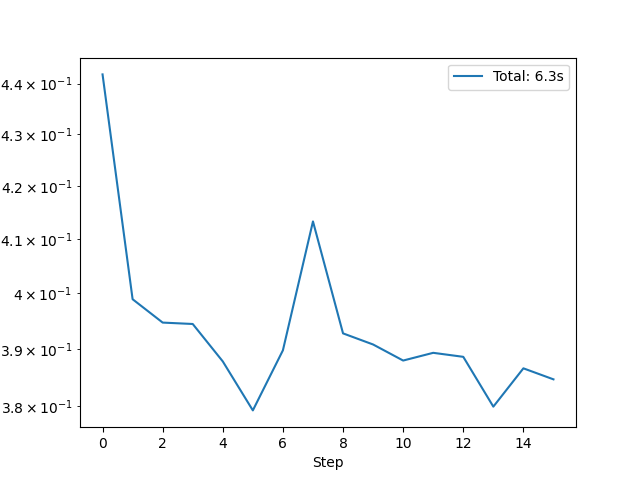 Total: 6.3s
4.4 × 10⁻¹
4.3 × 10⁻¹
4.2 × 10⁻¹
4.1 × 10⁻¹
4 × 10⁻¹
3.9 × 10⁻¹
3.8 × 10⁻¹
0 2 4 6 8 10 12 14
Step